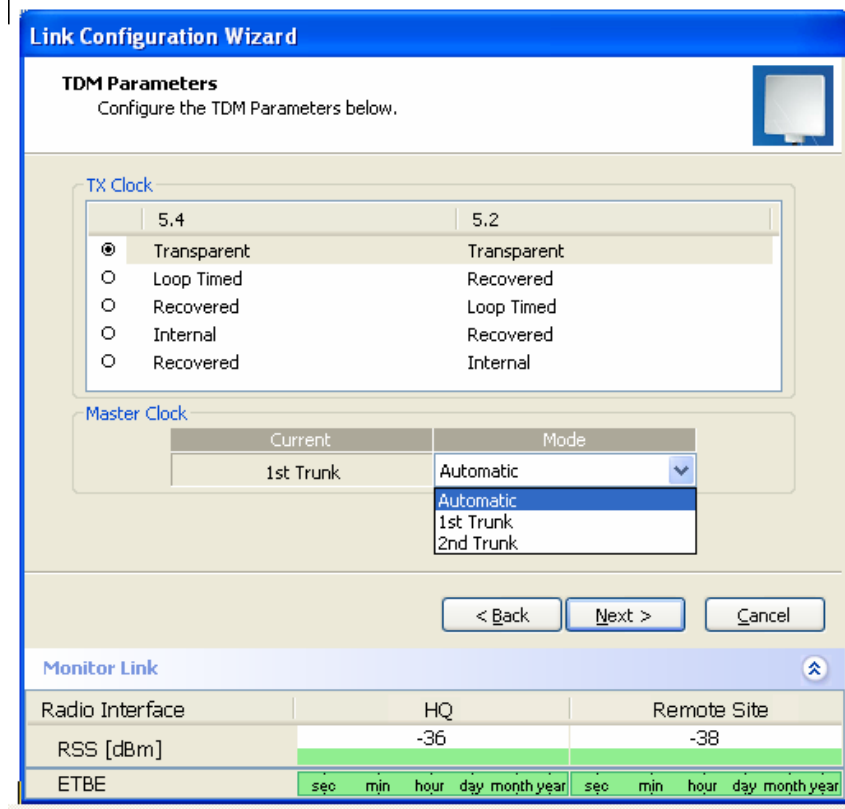 Link Configuration Wizard
TDM Parameters
Configure the TDM Parameters below.
TX Clock
5.4 5.2
Transparent Transparent
Loop Timed Recovered
Recovered Loop Timed
Internal Recovered
Recovered Internal
Master Clock
Current Mode
1st Trunk Automatic
Automatic
1st Trunk
2nd Trunk
< Back Next > Cancel
Monitor Link
Radio Interface HQ Remote Site
RSS [dBm] -36 -38
ETBE sec min hour day month year sec min hour day month year